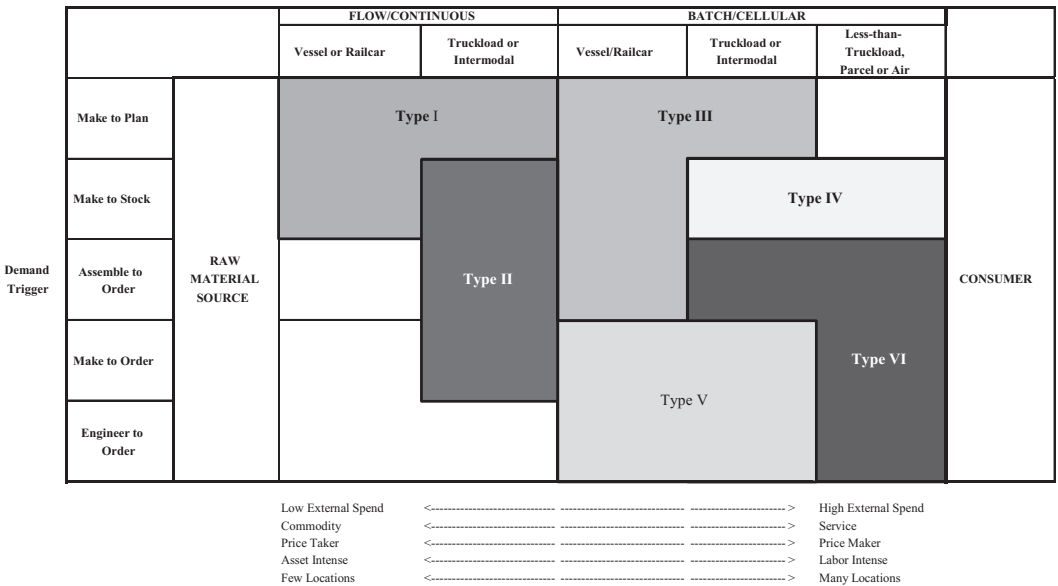 FLOW/CONTINUOUS
BATCH/CELLULAR
Vessel or Railcar
Truckload or
Intermodal
Vessel/Railcar
Truckload or
Intermodal
Less-than-
Truckload,
Parcel or Air
Make to Plan
Type I
Type III
Make to Stock
Type IV
Demand
Trigger
Assemble to
Order
RAW
MATERIAL
SOURCE
Type II
CONSUMER
Make to Order
Type VI
Type V
Engineer to
Order
Low External Spend <----------------------------- ----------------------------- ----------------------> High External Spend
Commodity <----------------------------- ----------------------------- ----------------------> Service
Price Taker <----------------------------- ----------------------------- ----------------------> Price Maker
Asset Intense <----------------------------- ----------------------------- ----------------------> Labor Intense
Few Locations <----------------------------- ----------------------------- ----------------------> Many Locations